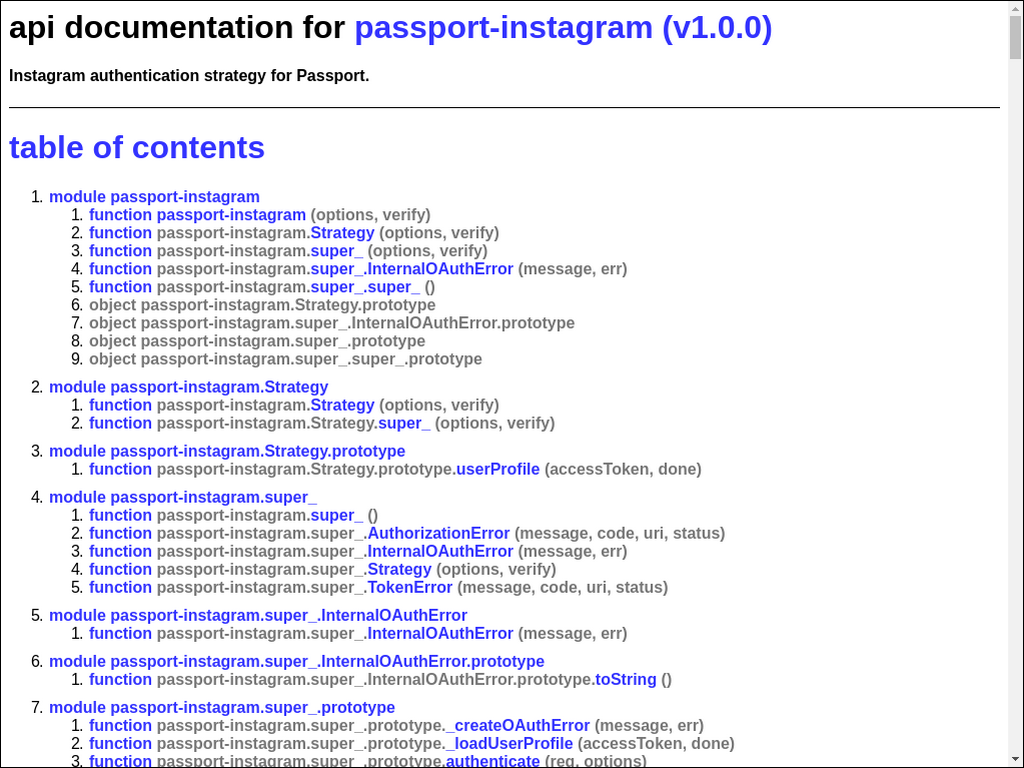 api documentation for passport-instagram (v1.0.0)
Instagram authentication strategy for Passport.
table of contents
1. module passport-instagram
1. function passport-instagram (options, verify)
2. function passport-instagram.Strategy (options, verify)
3. function passport-instagram.super_ (options, verify)
4. function passport-instagram.super_.InternalOAuthError (message, err)
5. function passport-instagram.super_.super_ ()
6. object passport-instagram.Strategy.prototype
7. object passport-instagram.super_.InternalOAuthError.prototype
8. object passport-instagram.super_.prototype
9. object passport-instagram.super_.super_.prototype
2. module passport-instagram.Strategy
1. function passport-instagram.Strategy (options, verify)
2. function passport-instagram.Strategy.super_ (options, verify)
3. module passport-instagram.Strategy.prototype
1. function passport-instagram.Strategy.prototype.userProfile (accessToken, done)
4. module passport-instagram.super_
1. function passport-instagram.super_ ()
2. function passport-instagram.super_.AuthorizationError (message, code, uri, status)
3. function passport-instagram.super_.InternalOAuthError (message, err)
4. function passport-instagram.super_.Strategy (options, verify)
5. function passport-instagram.super_.TokenError (message, code, uri, status)
5. module passport-instagram.super_.InternalOAuthError
1. function passport-instagram.super_.InternalOAuthError (message, err)
6. module passport-instagram.super_.InternalOAuthError.prototype
1. function passport-instagram.super_.InternalOAuthError.prototype.toString ()
7. module passport-instagram.super_.prototype
1. function passport-instagram.super_.prototype._createOAuthError (message, err)
2. function passport-instagram.super_.prototype._loadUserProfile (accessToken, done)
3. function passport-instagram.super_.prototype.authenticate (req, options)